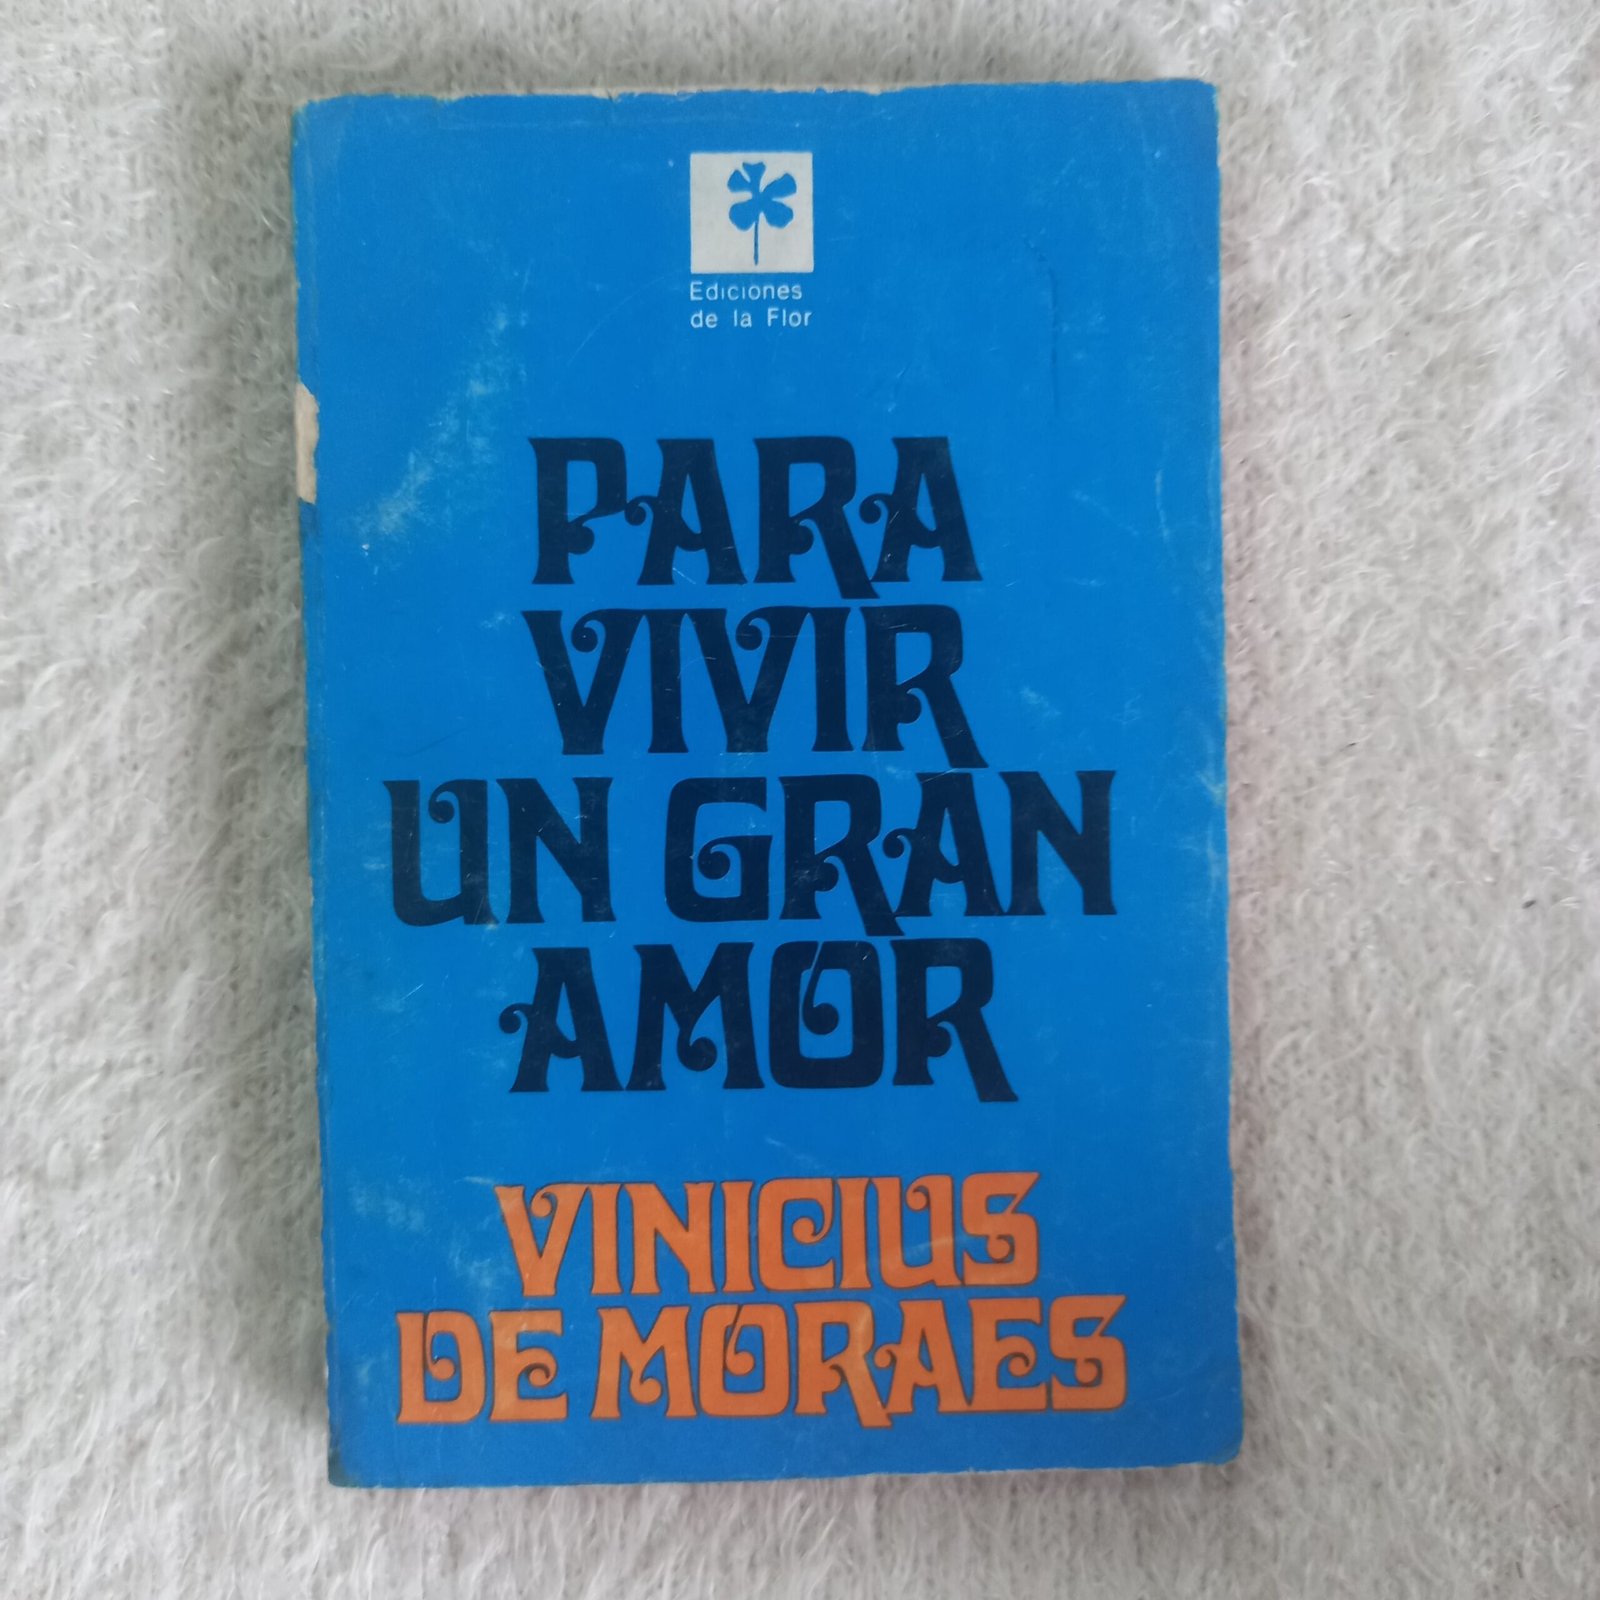 Ediciones
de la Flor
PARA
VIVIR
UN GRAN
AMOR
VINICIUS
DE MORAES